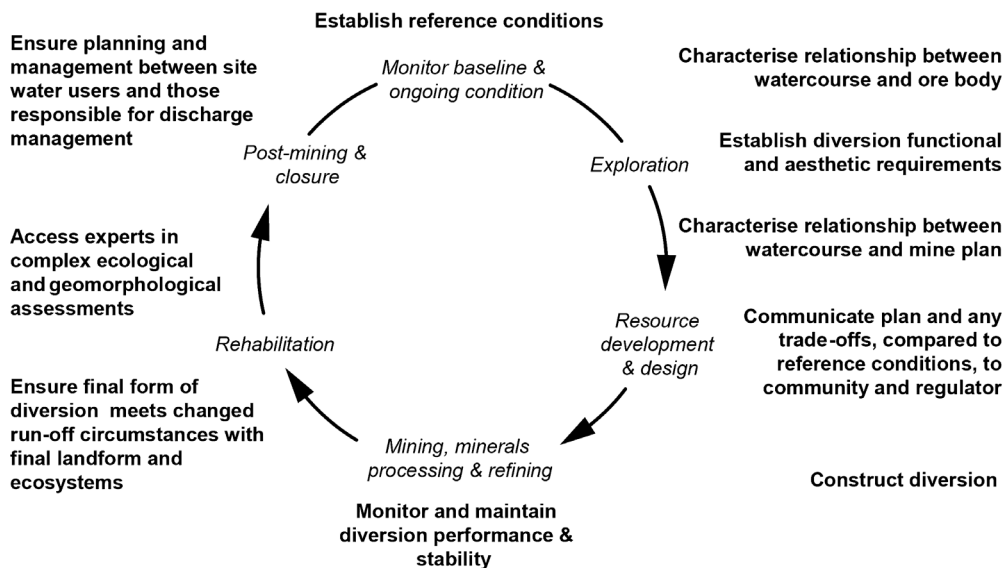 Establish reference conditions
Ensure planning and
management between site
water users and those
responsible for discharge
management
Monitor baseline &
ongoing condition
Characterise relationship between
watercourse and ore body
Post-mining &
closure
Exploration
Establish diversion functional
and aesthetic requirements
Access experts in
complex ecological
and geomorphological
assessments
Characterise relationship between
watercourse and mine plan
Rehabilitation
Resource
development
& design
Communicate plan and any
trade-offs, compared to
reference conditions, to
community and regulator
Ensure final form of
diversion meets changed
run-off circumstances with
final landform and
ecosystems
Mining, minerals
processing & refining
Construct diversion
Monitor and maintain
diversion performance &
stability